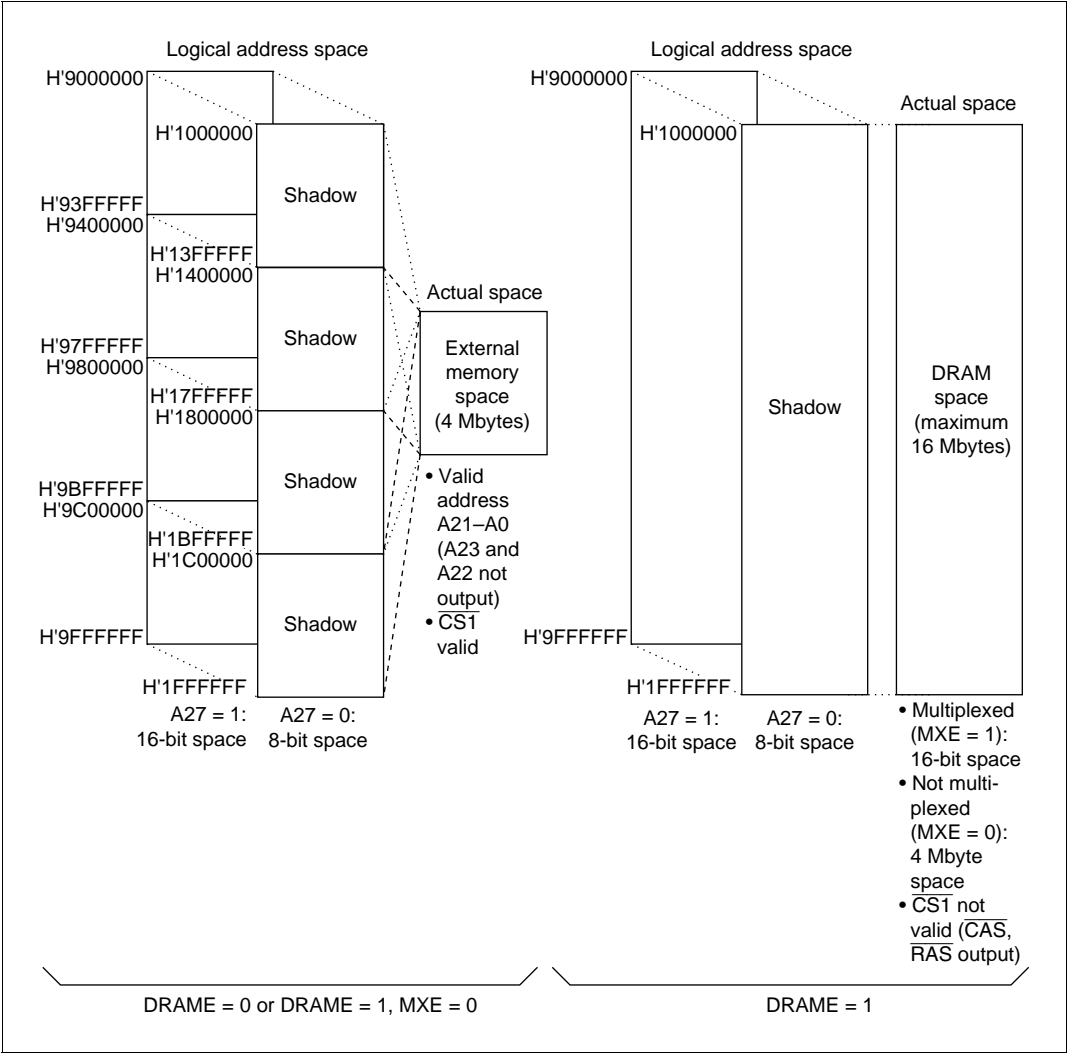 Logical address space
H'9000000
H'1000000
Shadow
H'93FFFFF
H'9400000
H'13FFFFF
H'1400000
Shadow
H'97FFFFF
H'9800000
H'17FFFFF
H'1800000
Shadow
H'9BFFFFF
H'9C00000
H'1BFFFFF
H'1C00000
Shadow
H'9FFFFFF
H'1FFFFFF
A27 = 1:
16-bit space
A27 = 0:
8-bit space
Actual space
External
memory
space
(4 Mbytes)
• Valid
address
A21–A0
(A23 and
A22 not
output)
• CS1
valid
DRAME = 0 or DRAME = 1, MXE = 0
Logical address space
H'9000000
H'1000000
Shadow
H'9FFFFFF
H'1FFFFFF
A27 = 1:
16-bit space
A27 = 0:
8-bit space
Actual space
DRAM
space
(maximum
16 Mbytes)
• Multiplexed
(MXE = 1):
16-bit space
• Not multi-
plexed
(MXE = 0):
4 Mbyte
space
• CS1 not
valid (CAS,
RAS output)
DRAME = 1